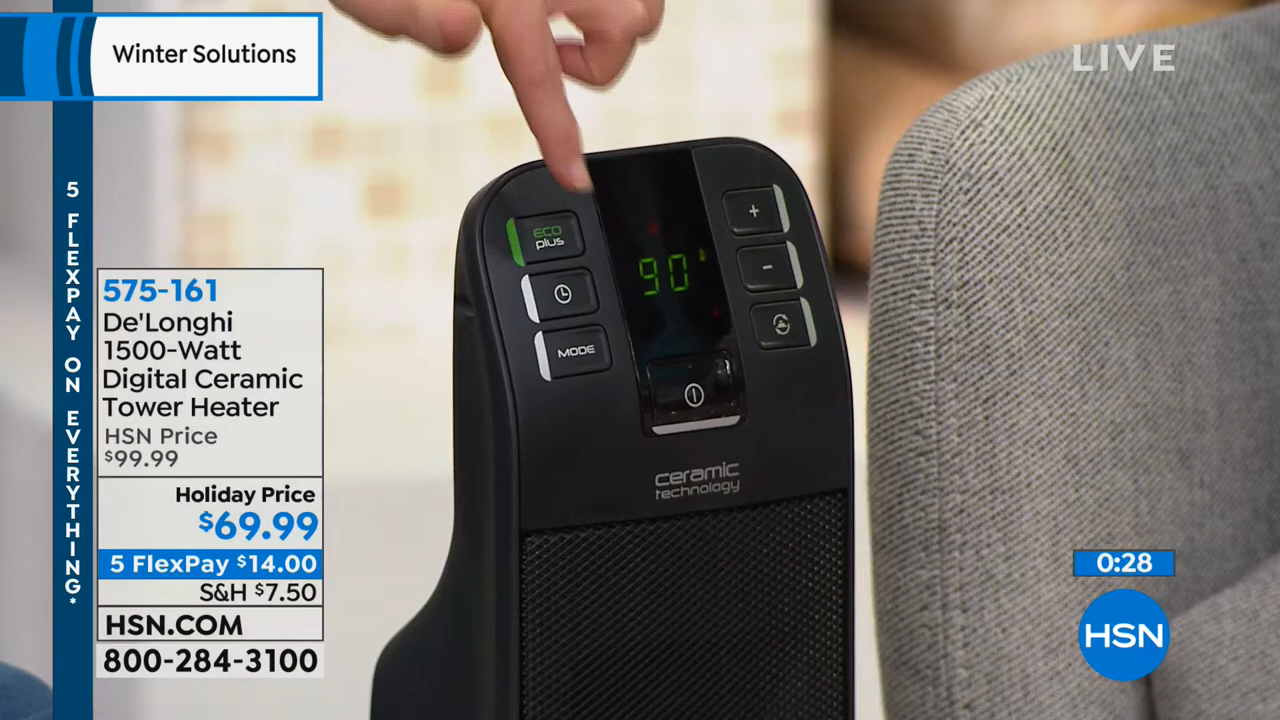 Winter Solutions
LIVE
5 FLEXPAY ON EVERYTHING*
575-161
De'Longhi
1500-Watt
Digital Ceramic
Tower Heater
HSN Price
$99.99
Holiday Price
$69.99
5 FlexPay $14.00
S&H $7.50
HSN.COM
800-284-3100
ECO
plus
MODE
90
+
-
ceramic
technology
0:28
HSN